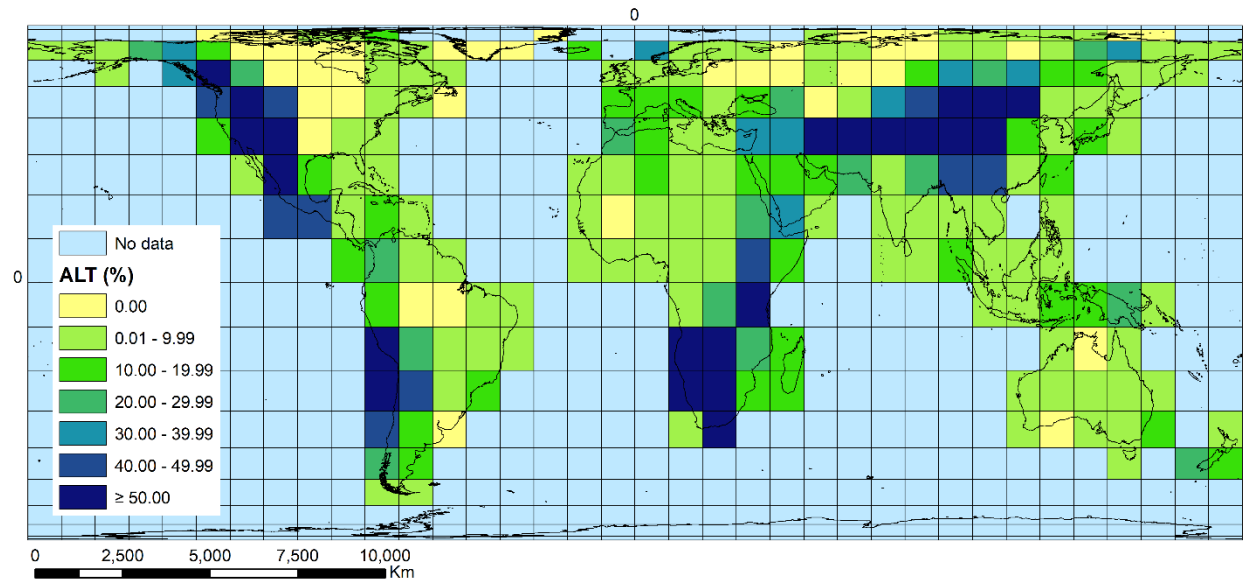 0
0
No data
ALT (%)
0.00
0.01 - 9.99
10.00 - 19.99
20.00 - 29.99
30.00 - 39.99
40.00 - 49.99
≥ 50.00
0 2,500 5,000 7,500 10,000
Km